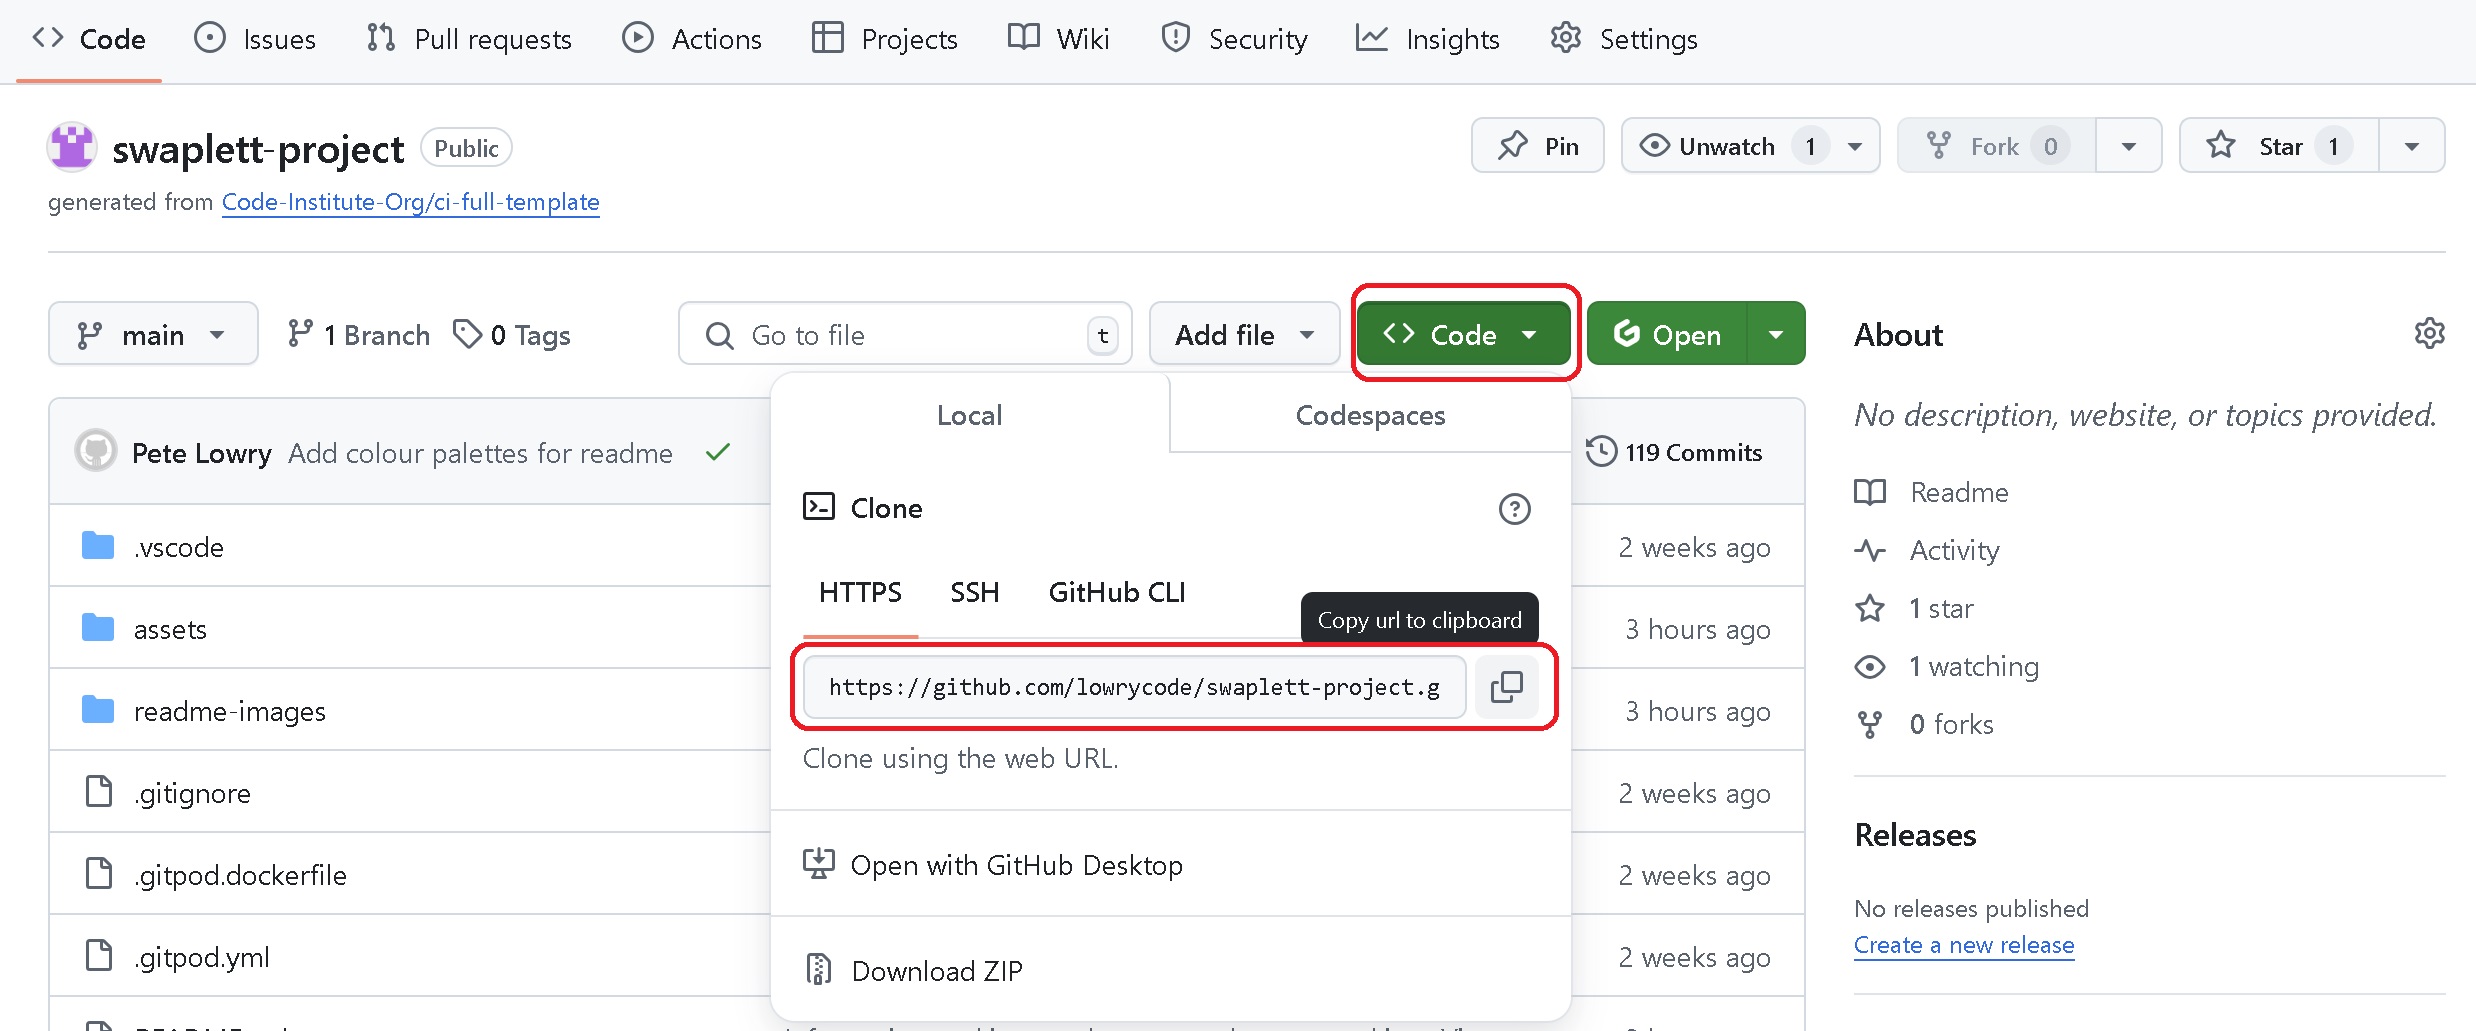 Code Issues Pull requests Actions Projects Wiki Security Insights Settings
swaplett-project Public
Pin Unwatch 1 Fork 0 Star 1
generated from Code-Institute-Org/ci-full-template
main 1 Branch 0 Tags Go to file t Add file Code Open
About
No description, website, or topics provided.
Readme
Activity
1 star
1 watching
0 forks
Releases
No releases published
Create a new release
Pete Lowry Add colour palettes for readme 119 Commits
.vscode 2 weeks ago
assets 3 hours ago
readme-images 3 hours ago
.gitignore 2 weeks ago
.gitpod.dockerfile 2 weeks ago
.gitpod.yml 2 weeks ago
Local Codespaces
Clone
HTTPS SSH GitHub CLI
Copy url to clipboard
https://github.com/lowrycode/swaplett-project.g
Clone using the web URL.
Open with GitHub Desktop
Download ZIP